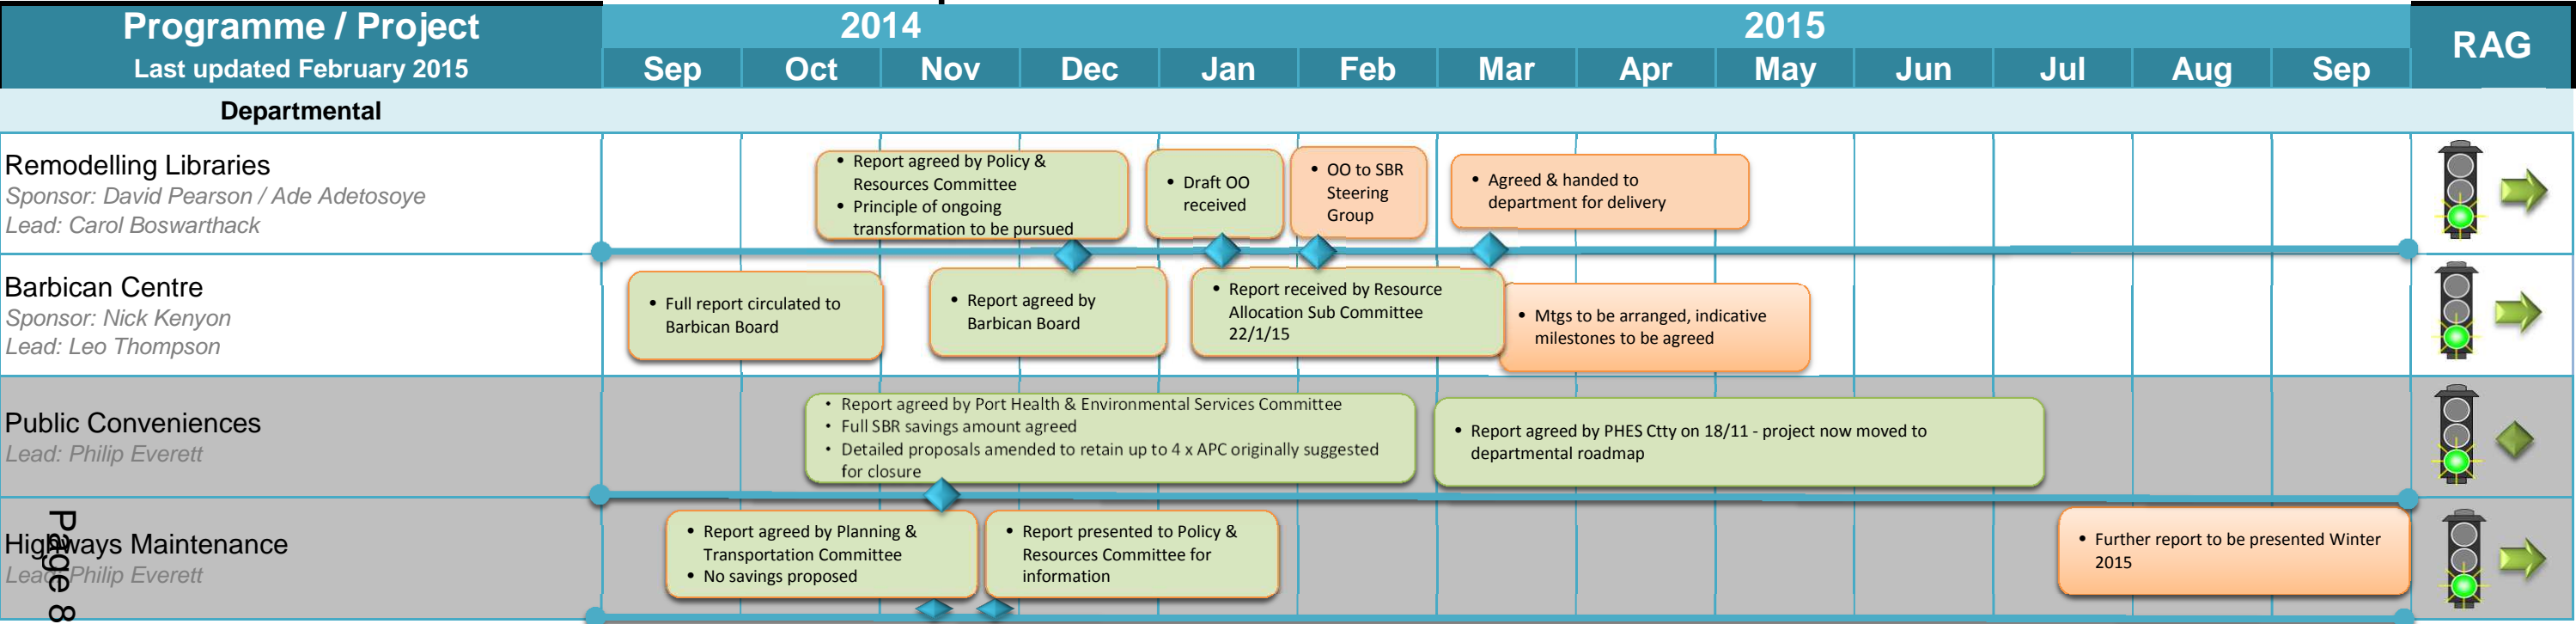 Programme / Project
Last updated February 2015
2014
2015
RAG
Sep
Oct
Nov
Dec
Jan
Feb
Mar
Apr
May
Jun
Jul
Aug
Sep
Departmental
Remodelling Libraries
Sponsor: David Pearson / Ade Adetosoye
Lead: Carol Boswarthack
• Report agreed by Policy &
Resources Committee
• Principle of ongoing
transformation to be pursued
• Draft OO
received
• OO to SBR
Steering
Group
• Agreed & handed to
department for delivery
Barbican Centre
Sponsor: Nick Kenyon
Lead: Leo Thompson
• Full report circulated to
Barbican Board
• Report agreed by
Barbican Board
• Report received by Resource
Allocation Sub Committee
22/1/15
• Mtgs to be arranged, indicative
milestones to be agreed
Public Conveniences
Lead: Philip Everett
• Report agreed by Port Health & Environmental Services Committee
• Full SBR savings amount agreed
• Detailed proposals amended to retain up to 4 x APC originally suggested
for closure
• Report agreed by PHES Ctty on 18/11 - project now moved to
departmental roadmap
Highways Maintenance
Lead: Philip Everett
• Report agreed by Planning &
Transportation Committee
• No savings proposed
• Report presented to Policy &
Resources Committee for
information
• Further report to be presented Winter
2015
Page 8